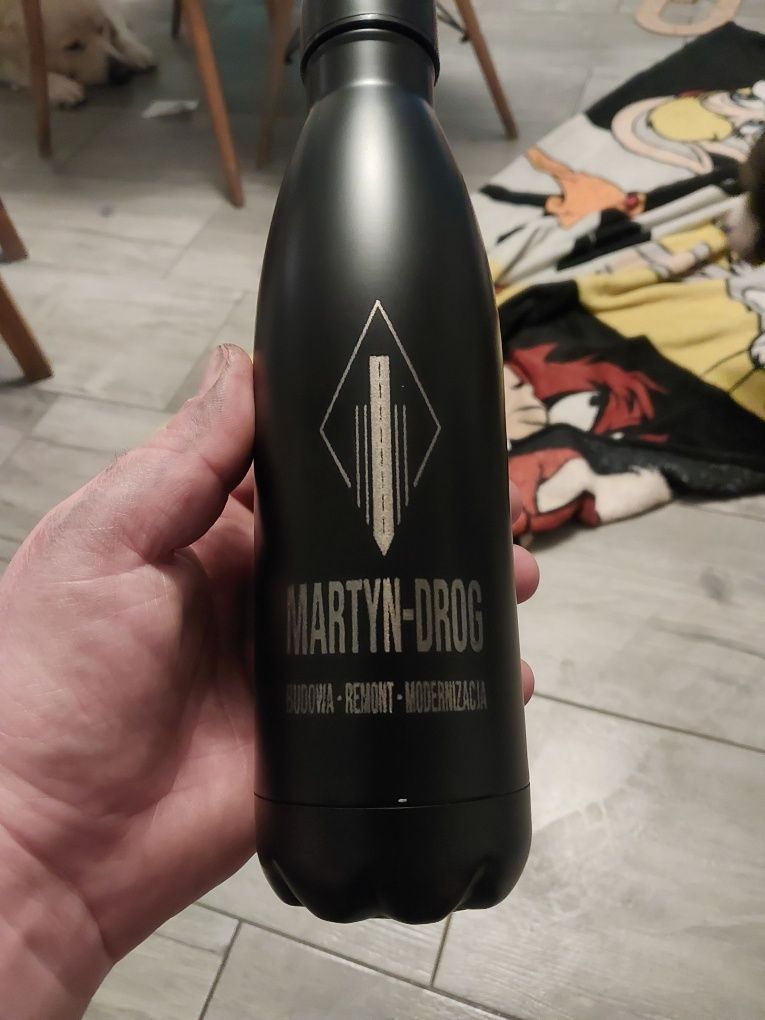 MARTYN-DROG
BUDOWA • REMONT • MODERNIZACJA